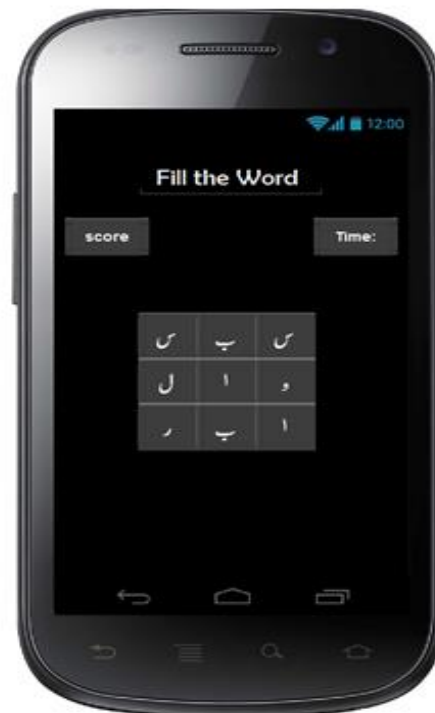 12:00
Fill the Word
score Time:
س ب س
و ا ل
ا ب ر